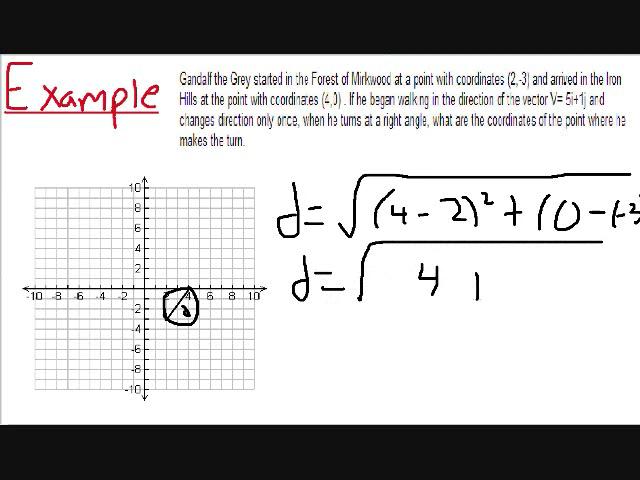 Example
Gandalf the Grey started in the Forest of Mirkwood at a point with coordinates (2,-3) and arrived in the Iron
Hills at the point with coordinates (4,0) . If he began walking in the direction of the vector V= 5i+1j and
changes direction only once, when he turns at a right angle, what are the coordinates of the point where he
makes the turn.
d = √(4-2)² + (0-(-3)
d = √ 4 1
10
8
6
4
2
-10 -8 -6 -4 -2 2 4 6 8 10
-2
-4
-6
-8
-10